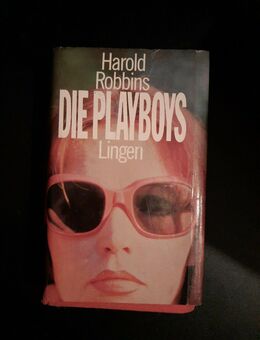 Harold
Robbins
DIE PLAYBOYS
Lingen